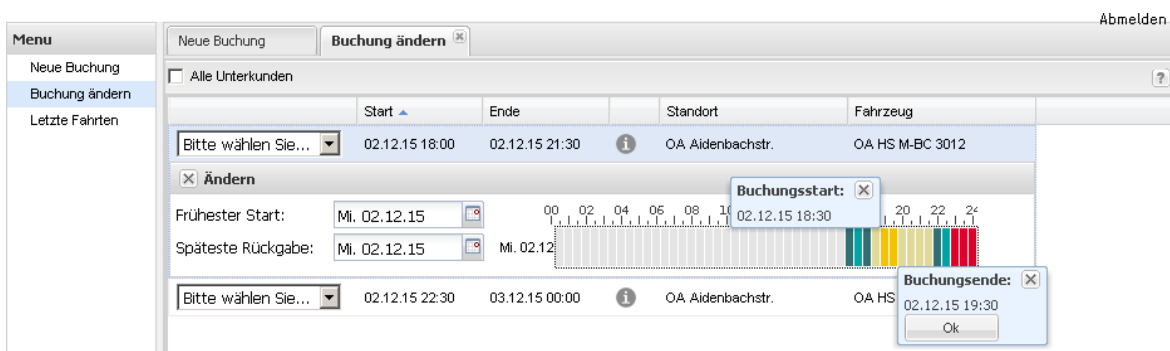 Abmelden
Menu
Neue Buchung
Buchung ändern
Letzte Fahrten
Neue Buchung Buchung ändern
Alle Unterkunden ?
Start Ende Standort Fahrzeug
Bitte wählen Sie... 02.12.15 18:00 02.12.15 21:30 i OA Aidenbachstr. OA HS M-BC 3012
Ändern
Buchungsstart:
02.12.15 18:30
Frühester Start: Mi. 02.12.15 00 02 04 06 08 20 22
Späteste Rückgabe: Mi. 02.12.15 Mi. 02.12
Buchungsende:
02.12.15 19:30
Ok
Bitte wählen Sie... 02.12.15 22:30 03.12.15 00:00 i OA Aidenbachstr. OA HS